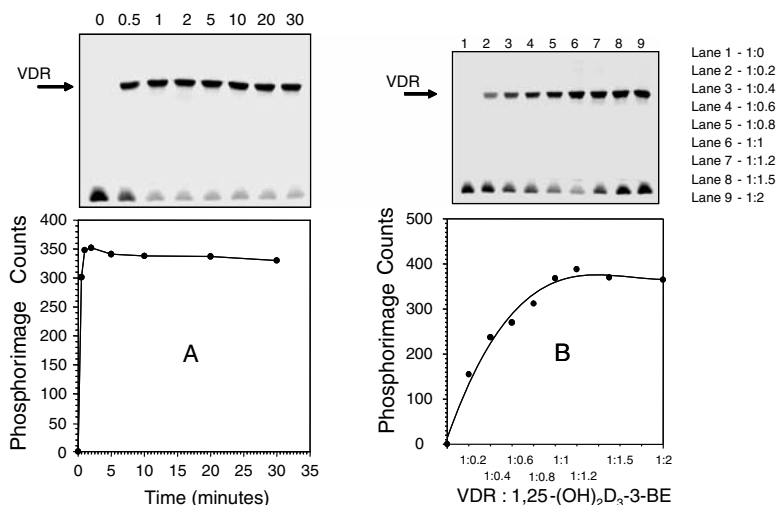 0 0.5 1 2 5 10 20 30
VDR
400
350
300
250
200
150
100
50
0
Phosphorimage Counts
A
0 5 10 15 20 25 30 35
Time (minutes)
1 2 3 4 5 6 7 8 9
VDR
Lane 1 - 1:0
Lane 2 - 1:0.2
Lane 3 - 1:0.4
Lane 4 - 1:0.6
Lane 5 - 1:0.8
Lane 6 - 1:1
Lane 7 - 1:1.2
Lane 8 - 1:1.5
Lane 9 - 1:2
500
400
300
400
100
0
Phosphorimage Counts
B
1:0.2 1:0.6 1:1 1:1.5 1:2
1:0.4 1:0.8 1:1.2
VDR : 1,25-(OH)₂D₃-3-BE